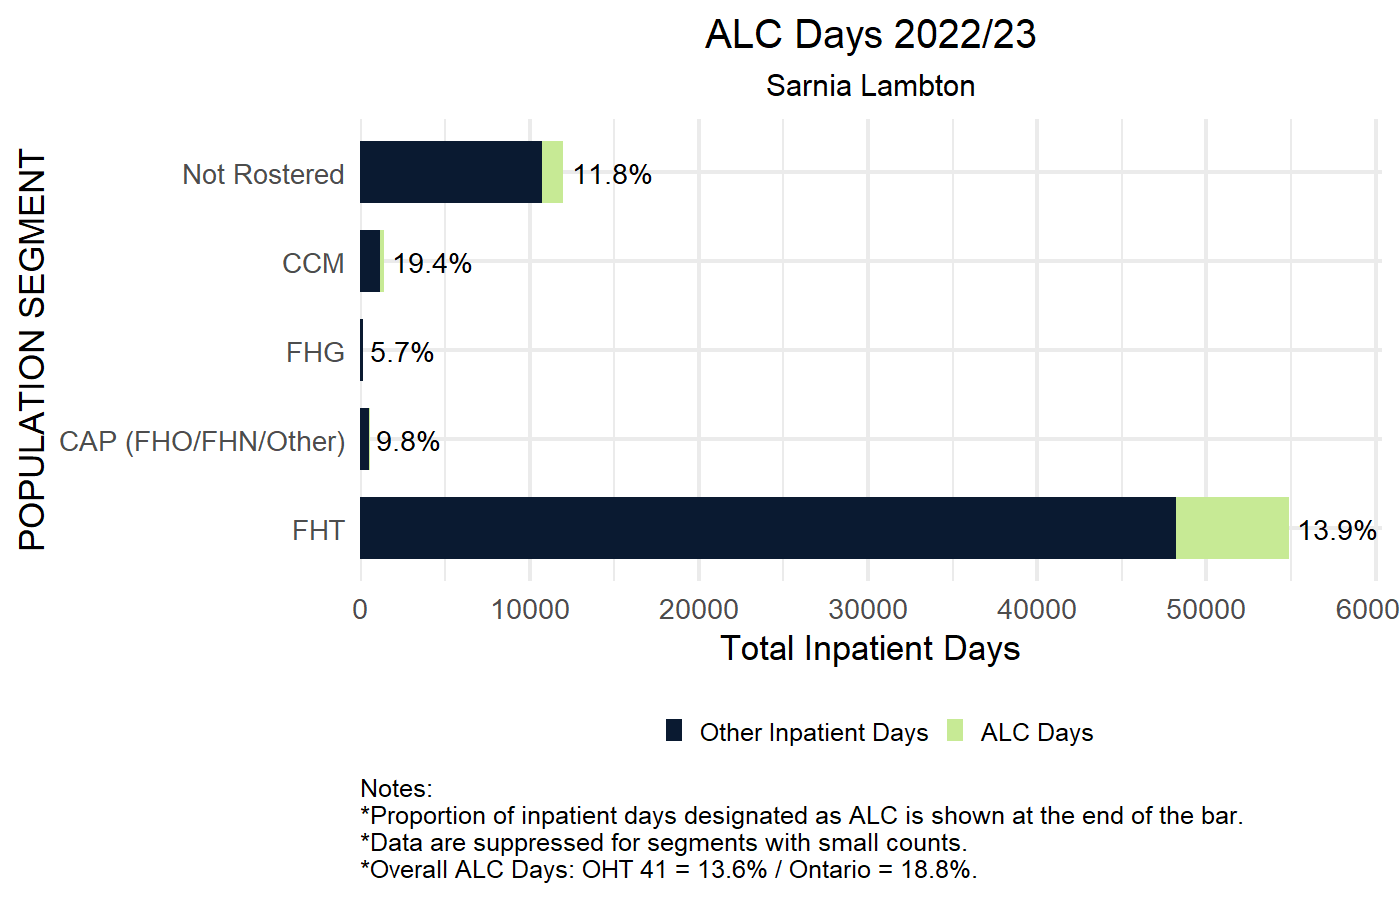 ALC Days 2022/23
Sarnia Lambton
POPULATION SEGMENT
Not Rostered
11.8%
CCM
19.4%
FHG
5.7%
CAP (FHO/FHN/Other)
9.8%
FHT
13.9%
0 10000 20000 30000 40000 50000 6000
Total Inpatient Days
Other Inpatient Days ALC Days
Notes:
*Proportion of inpatient days designated as ALC is shown at the end of the bar.
*Data are suppressed for segments with small counts.
*Overall ALC Days: OHT 41 = 13.6% / Ontario = 18.8%.